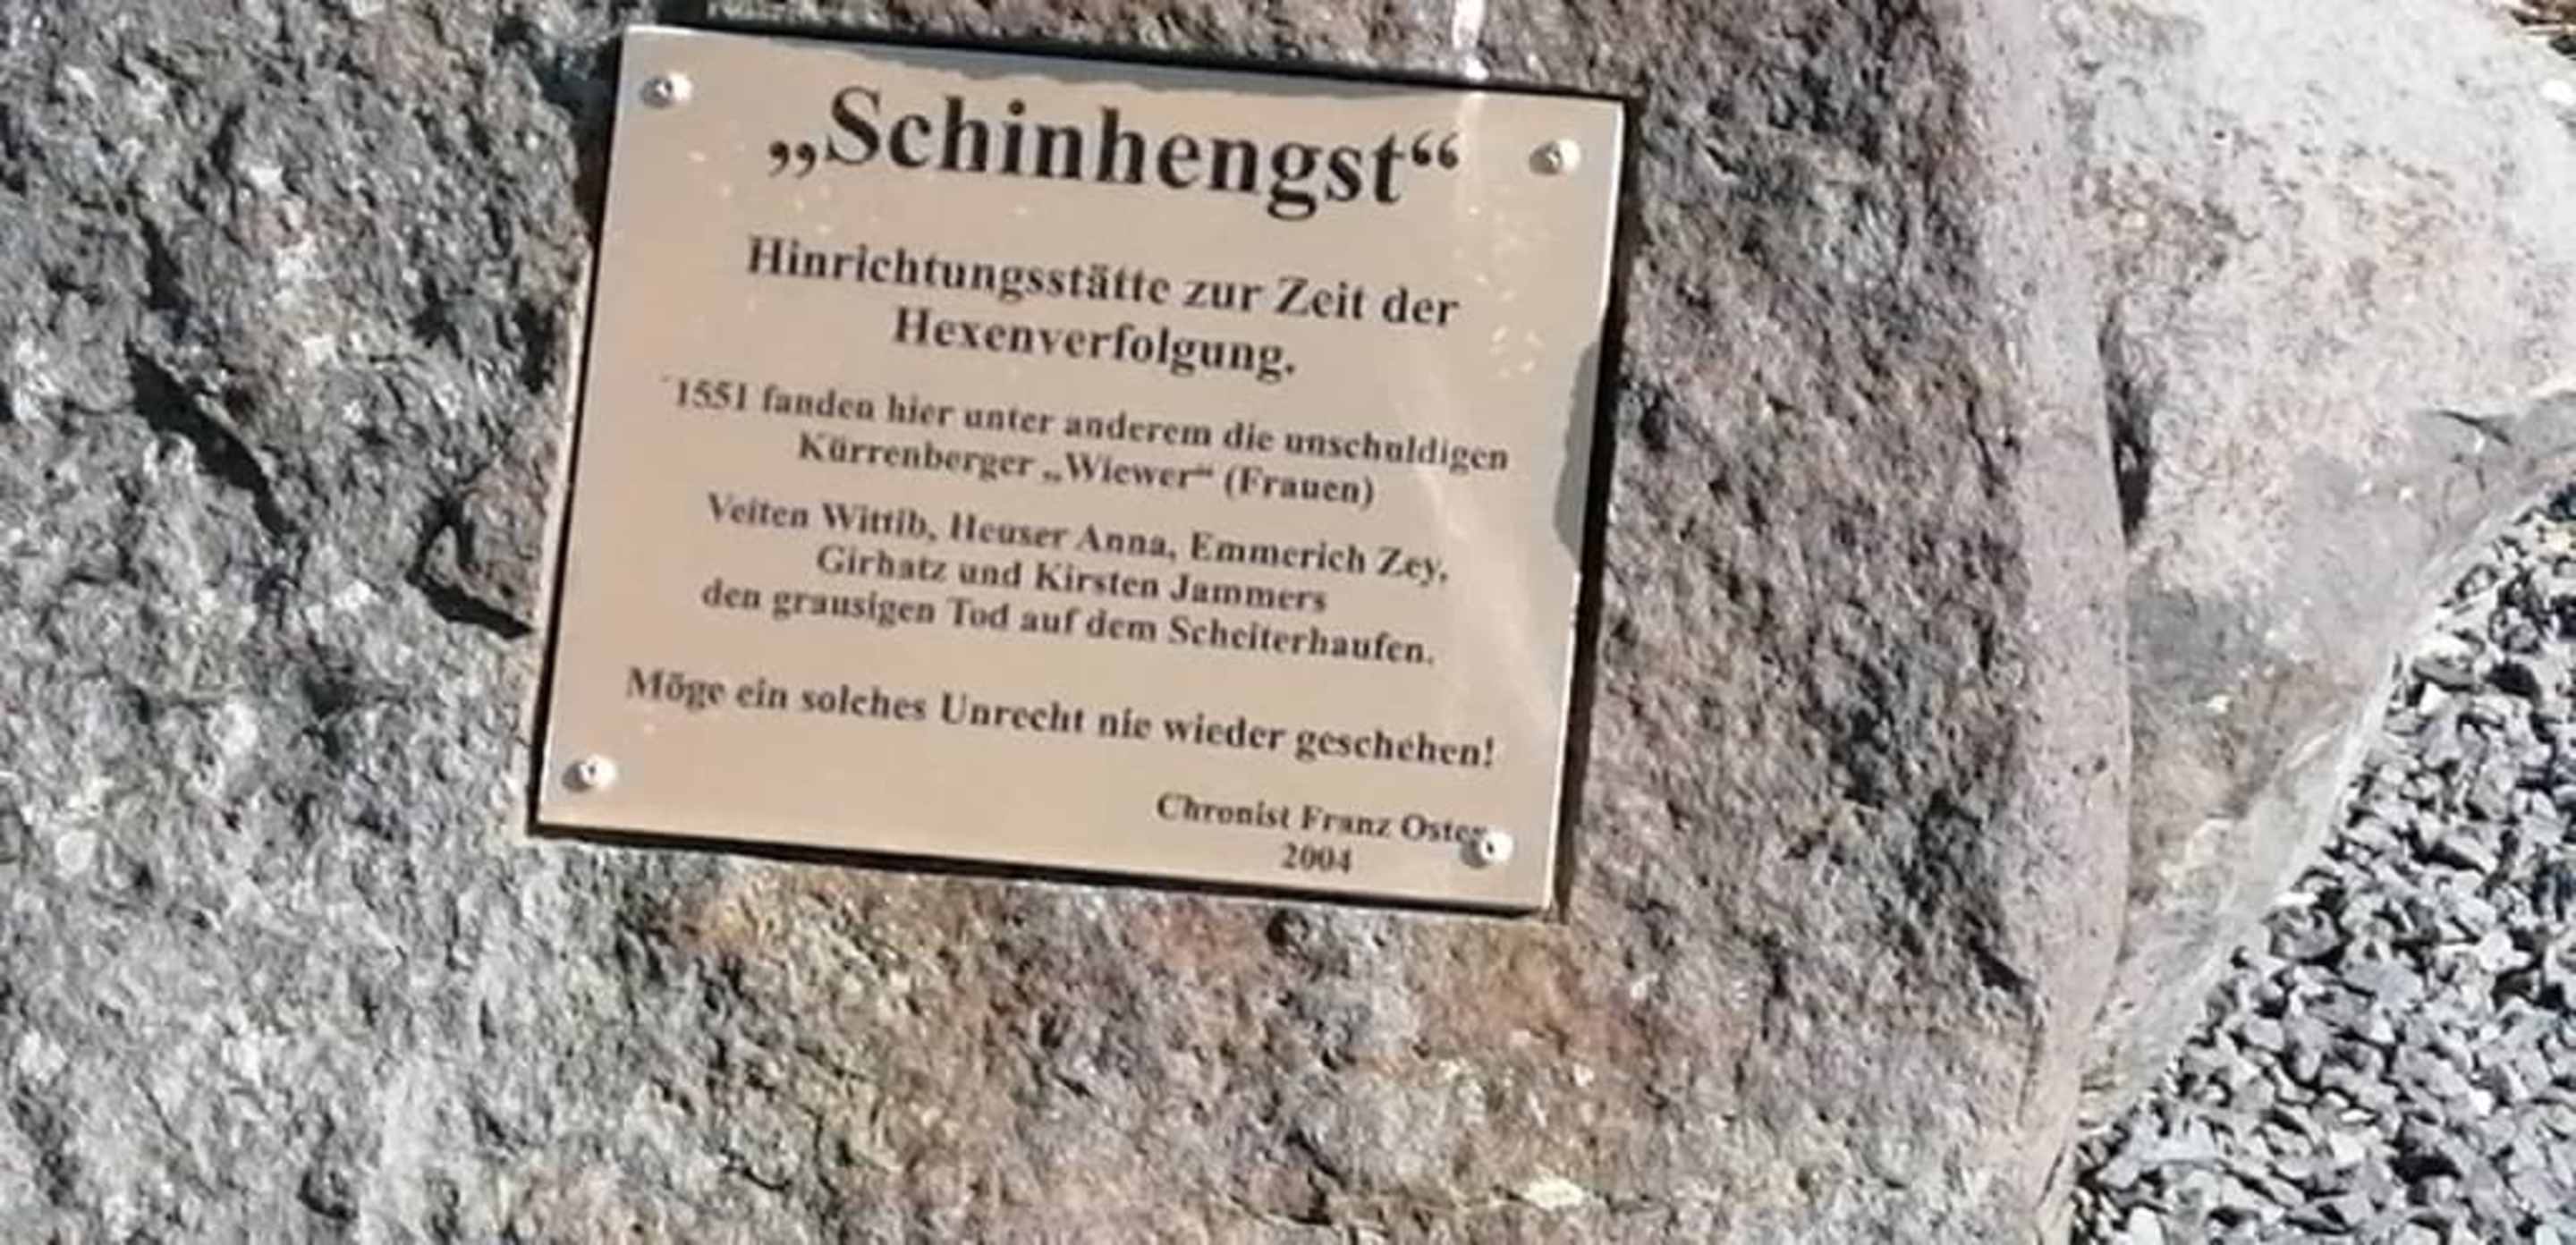 „Schinhengst“
Hinrichtungsstätte zur Zeit der
Hexenverfolgung.
1551 fanden hier unter anderem die unschuldigen
Kürrenberger „Wiewer“ (Frauen)
Veiten Wittib, Heuser Anna, Emmerich Zey,
Girhatz und Kirsten Jammers
den grausigen Tod auf dem Scheiterhaufen.
Möge ein solches Unrecht nie wieder geschehen!
Chronist Franz Oster
2004